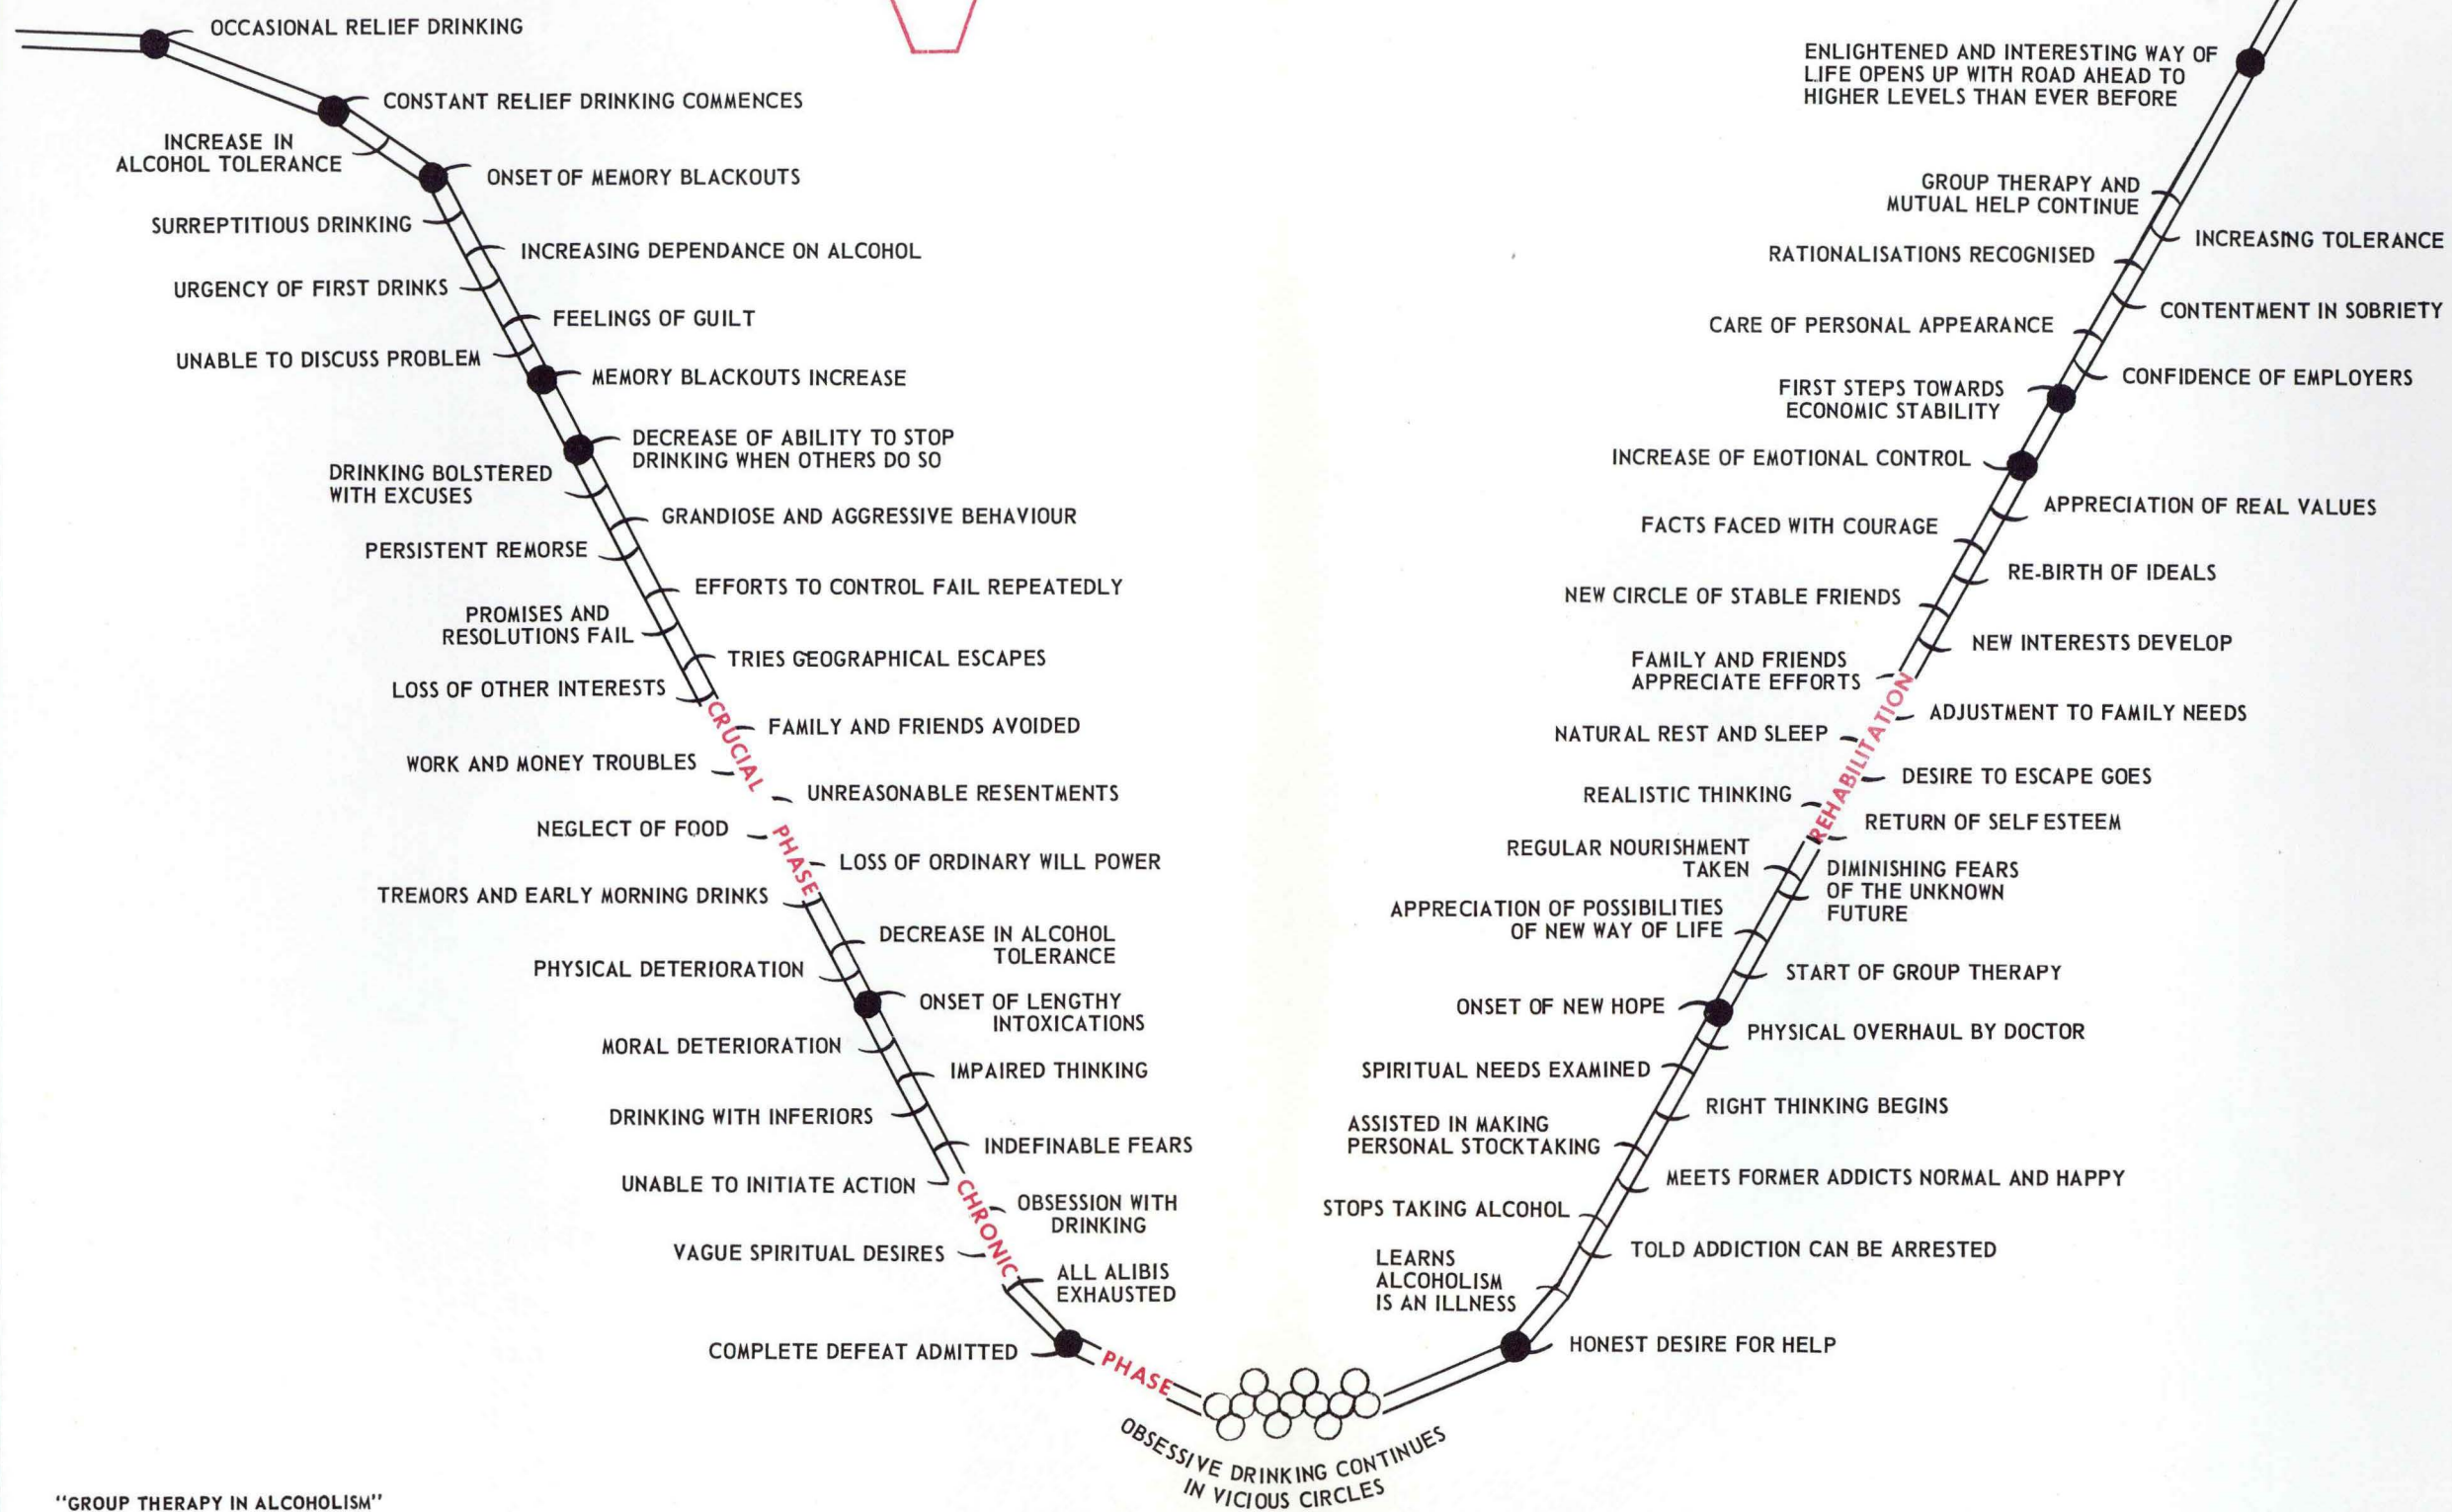 OCCASIONAL RELIEF DRINKING
CONSTANT RELIEF DRINKING COMMENCES
INCREASE IN
ALCOHOL TOLERANCE
ONSET OF MEMORY BLACKOUTS
SURREPTITIOUS DRINKING
INCREASING DEPENDANCE ON ALCOHOL
URGENCY OF FIRST DRINKS
FEELINGS OF GUILT
UNABLE TO DISCUSS PROBLEM
MEMORY BLACKOUTS INCREASE
DECREASE OF ABILITY TO STOP
DRINKING WHEN OTHERS DO SO
DRINKING BOLSTERED
WITH EXCUSES
GRANDIOSE AND AGGRESSIVE BEHAVIOUR
PERSISTENT REMORSE
EFFORTS TO CONTROL FAIL REPEATEDLY
PROMISES AND
RESOLUTIONS FAIL
TRIES GEOGRAPHICAL ESCAPES
LOSS OF OTHER INTERESTS
CRUCIAL
FAMILY AND FRIENDS AVOIDED
WORK AND MONEY TROUBLES
UNREASONABLE RESENTMENTS
NEGLECT OF FOOD
PHASE
LOSS OF ORDINARY WILL POWER
TREMORS AND EARLY MORNING DRINKS
DECREASE IN ALCOHOL
TOLERANCE
PHYSICAL DETERIORATION
ONSET OF LENGTHY
INTOXICATIONS
MORAL DETERIORATION
IMPAIRED THINKING
DRINKING WITH INFERIORS
INDEFINABLE FEARS
UNABLE TO INITIATE ACTION
CHRONIC
OBSESSION WITH
DRINKING
VAGUE SPIRITUAL DESIRES
ALL ALIBIS
EXHAUSTED
COMPLETE DEFEAT ADMITTED
PHASE
OBSESSIVE DRINKING CONTINUES
IN VICIOUS CIRCLES
ENLIGHTENED AND INTERESTING WAY OF
LIFE OPENS UP WITH ROAD AHEAD TO
HIGHER LEVELS THAN EVER BEFORE
GROUP THERAPY AND
MUTUAL HELP CONTINUE
INCREASING TOLERANCE
RATIONALISATIONS RECOGNISED
CONTENTMENT IN SOBRIETY
CARE OF PERSONAL APPEARANCE
CONFIDENCE OF EMPLOYERS
FIRST STEPS TOWARDS
ECONOMIC STABILITY
INCREASE OF EMOTIONAL CONTROL
APPRECIATION OF REAL VALUES
FACTS FACED WITH COURAGE
RE-BIRTH OF IDEALS
NEW CIRCLE OF STABLE FRIENDS
NEW INTERESTS DEVELOP
FAMILY AND FRIENDS
APPRECIATE EFFORTS
REHABILITATION
ADJUSTMENT TO FAMILY NEEDS
NATURAL REST AND SLEEP
DESIRE TO ESCAPE GOES
REALISTIC THINKING
RETURN OF SELF ESTEEM
REGULAR NOURISHMENT
TAKEN
DIMINISHING FEARS
OF THE UNKNOWN
FUTURE
APPRECIATION OF POSSIBILITIES
OF NEW WAY OF LIFE
START OF GROUP THERAPY
ONSET OF NEW HOPE
PHYSICAL OVERHAUL BY DOCTOR
SPIRITUAL NEEDS EXAMINED
RIGHT THINKING BEGINS
ASSISTED IN MAKING
PERSONAL STOCKTAKING
MEETS FORMER ADDICTS NORMAL AND HAPPY
STOPS TAKING ALCOHOL
TOLD ADDICTION CAN BE ARRESTED
LEARNS
ALCOHOLISM
IS AN ILLNESS
HONEST DESIRE FOR HELP
"GROUP THERAPY IN ALCOHOLISM"